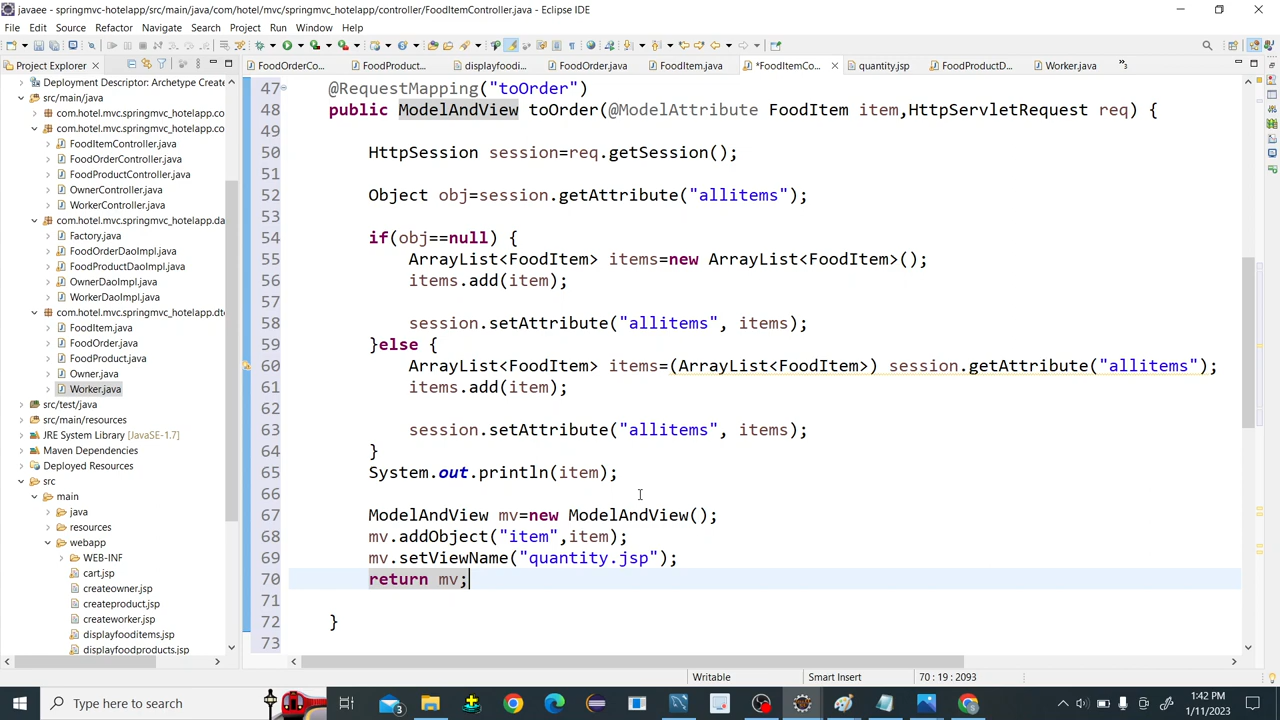 javaee - springmvc-hotelapp/src/main/java/com/hotel/mvc/springmvc_hotelapp/controller/FoodItemController.java - Eclipse IDE
File Edit Source Refactor Navigate Search Project Run Window Help
Project Explorer
FoodOrderCo...
FoodProduct...
displayfoodi...
FoodOrder.java
FoodItem.java
*FoodItemCo...
quantity.jsp
FoodProductD...
Worker.java
Deployment Descriptor: Archetype Create
src/main/java
com.hotel.mvc.springmvc_hotelapp.co
com.hotel.mvc.springmvc_hotelapp.co
FoodItemController.java
FoodOrderController.java
FoodProductController.java
OwnerController.java
WorkerController.java
com.hotel.mvc.springmvc_hotelapp.da
Factory.java
FoodOrderDaoImpl.java
FoodProductDaoImpl.java
OwnerDaoImpl.java
WorkerDaoImpl.java
com.hotel.mvc.springmvc_hotelapp.dt
FoodItem.java
FoodOrder.java
FoodProduct.java
Owner.java
Worker.java
src/test/java
src/main/resources
JRE System Library [JavaSE-1.7]
Maven Dependencies
Deployed Resources
src
main
java
resources
webapp
WEB-INF
cart.jsp
createowner.jsp
createproduct.jsp
createworker.jsp
displayfooditems.jsp
displayfoodproducts.jsp
47 @RequestMapping("toOrder")
48 public ModelAndView toOrder(@ModelAttribute FoodItem item,HttpServletRequest req) {
49
50 HttpSession session=req.getSession();
51
52 Object obj=session.getAttribute("allitems");
53
54 if(obj==null) {
55 ArrayList<FoodItem> items=new ArrayList<FoodItem>();
56 items.add(item);
57
58 session.setAttribute("allitems", items);
59 }else {
60 ArrayList<FoodItem> items=(ArrayList<FoodItem>) session.getAttribute("allitems");
61 items.add(item);
62
63 session.setAttribute("allitems", items);
64 }
65 System.out.println(item);
66
67 ModelAndView mv=new ModelAndView();
68 mv.addObject("item",item);
69 mv.setViewName("quantity.jsp");
70 return mv;
71
72 }
73
Writable
Smart Insert
70 : 19 : 2093
Type here to search
1:42 PM
1/11/2023